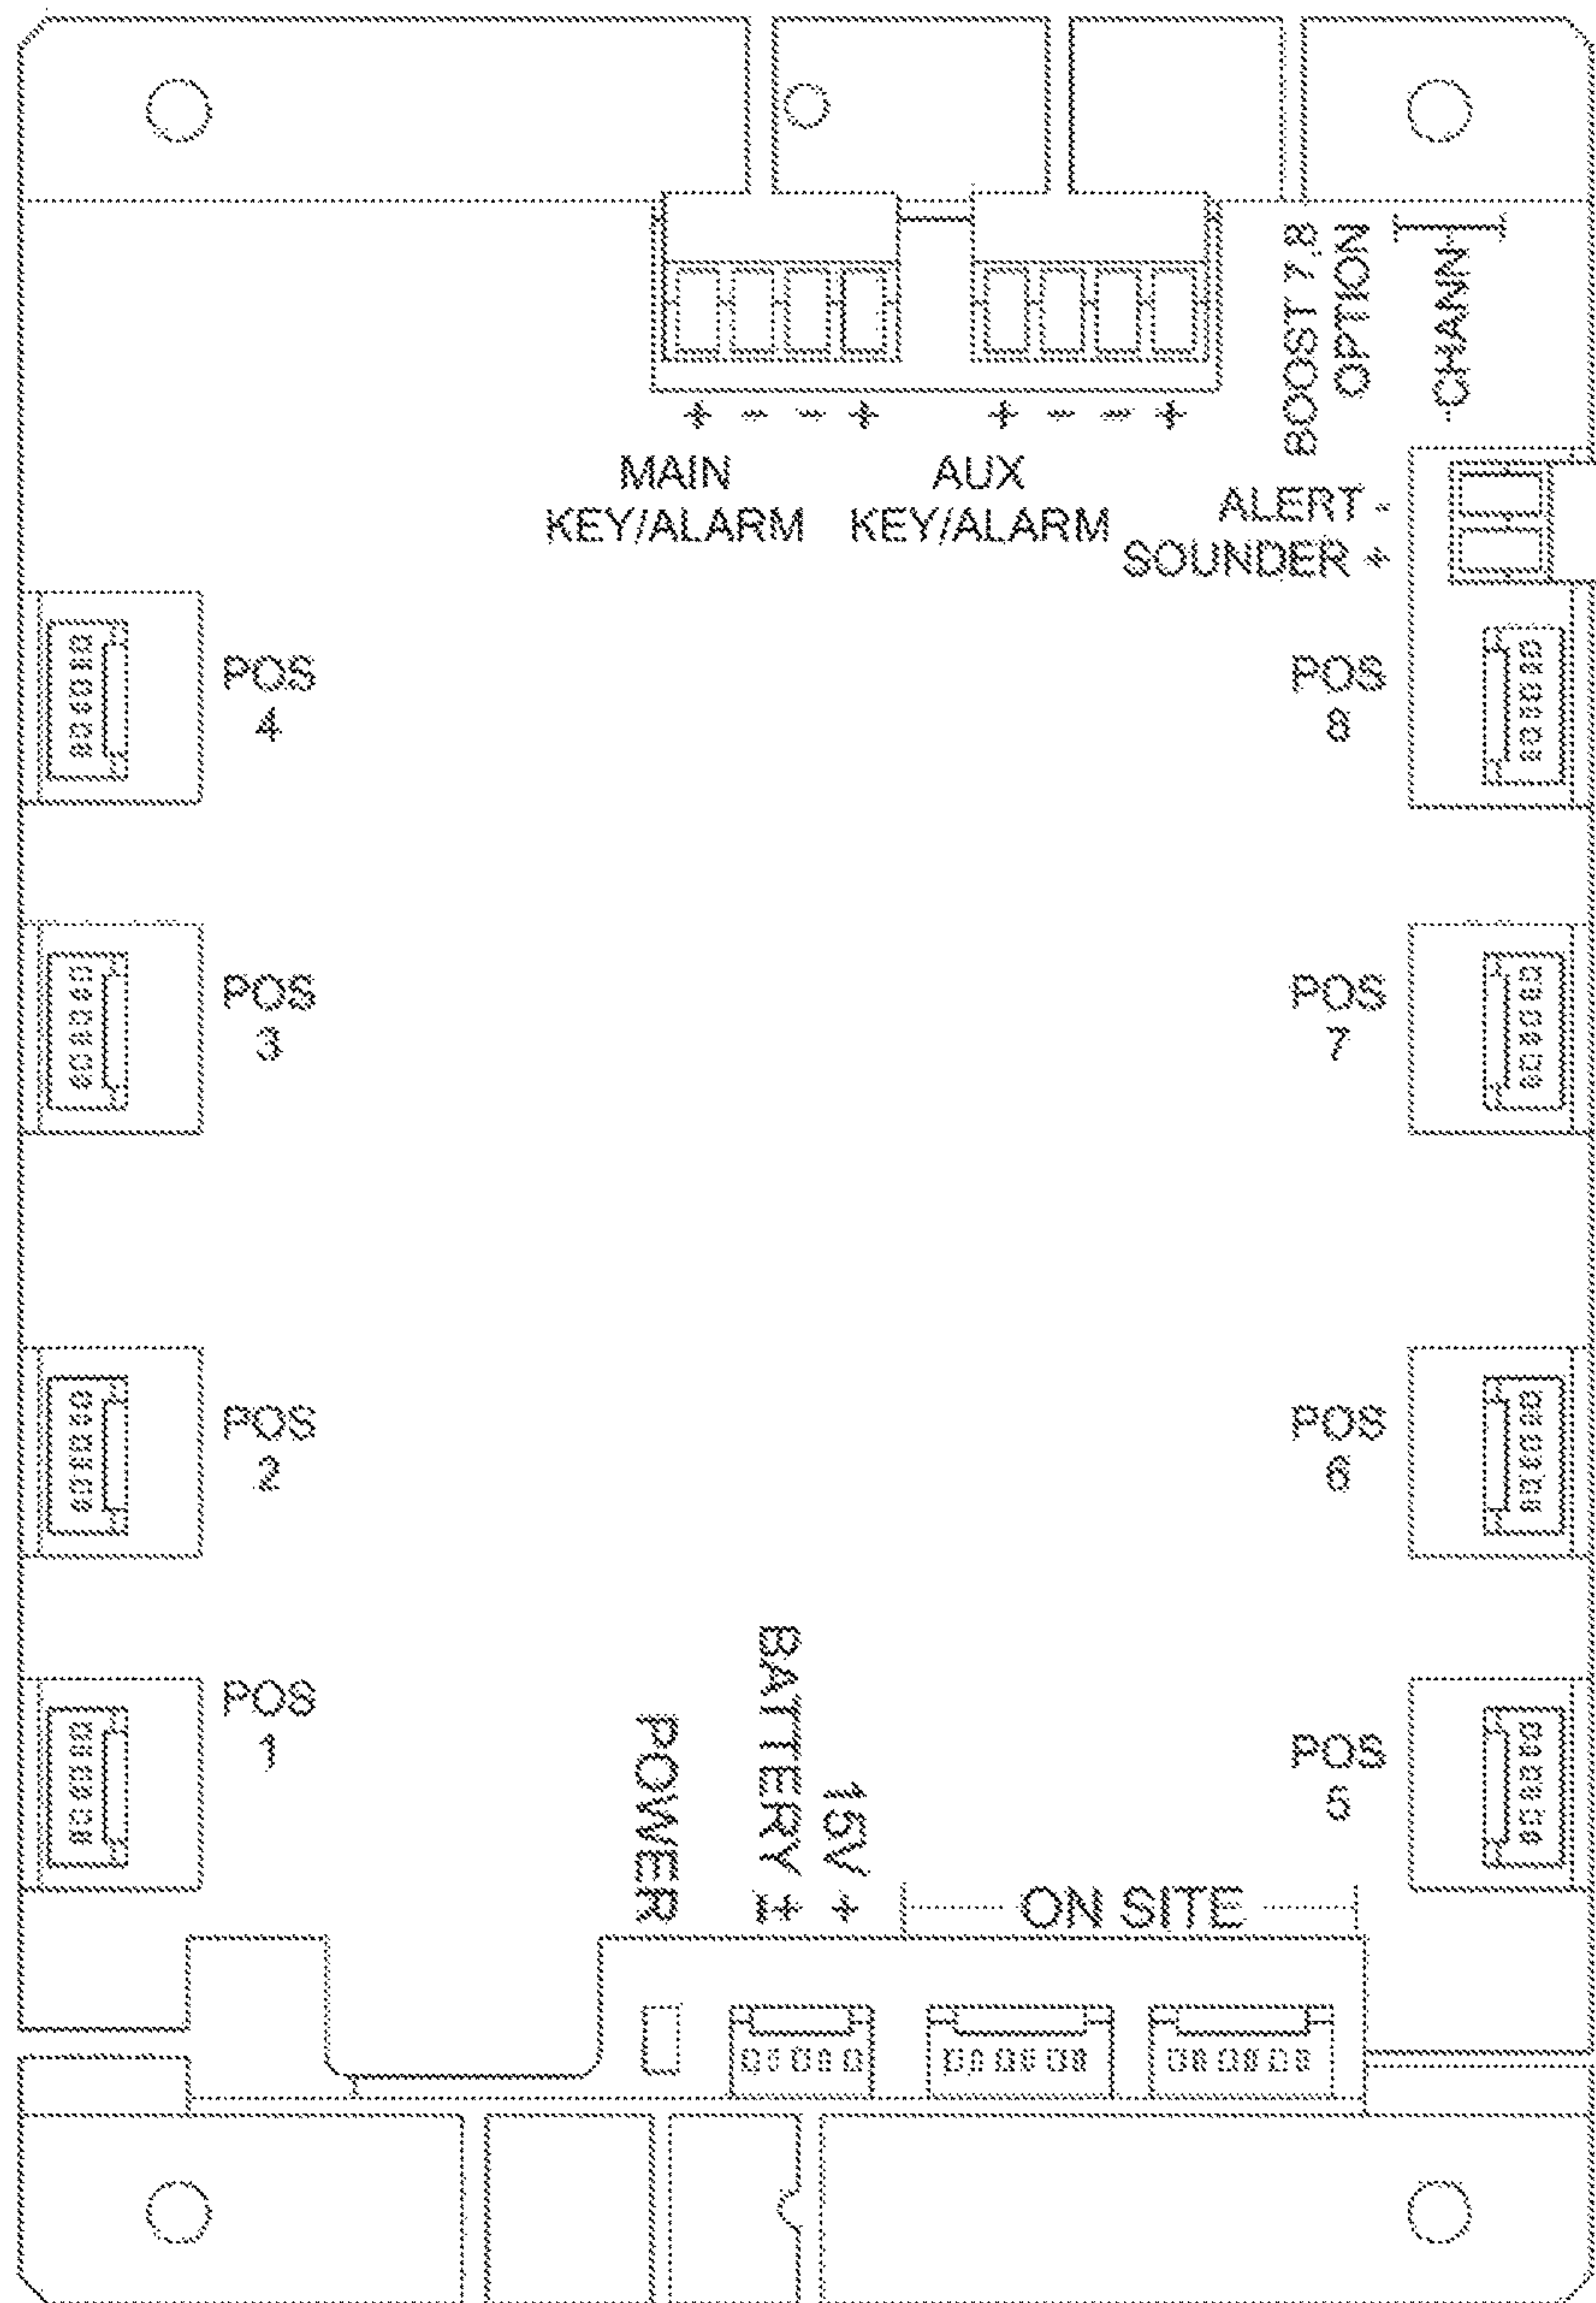 BOOST 7,8
OPTION
CHANN
+ - - +
+ - - +
MAIN
KEY/ALARM
AUX
KEY/ALARM
ALERT -
SOUNDER +
POS
4
POS
8
POS
3
POS
7
POS
2
POS
6
POS
1
POS
5
POWER
BATTERY ±
15V +
ON SITE